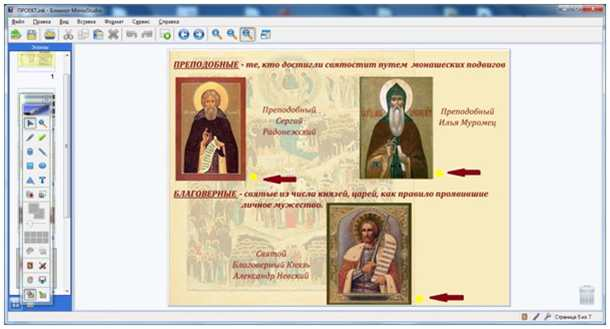 ПРОЕКТ.ink - Блокнот MimioStudio
Файл Правка Вид Вставка Формат Сервис Справка
Эскизы
1
ПРЕПОДОБНЫЕ - те, кто достигли святостит путем монашеских подвигов
Преподобный
Сергий
Радонежский
Преподобный
Илья Муромец
БЛАГОВЕРНЫЕ - святые из числа князей, царей, как правило проявившие
личное мужество.
Святой
Благоверный Князь
Александр Невский
Страница 5 из 7